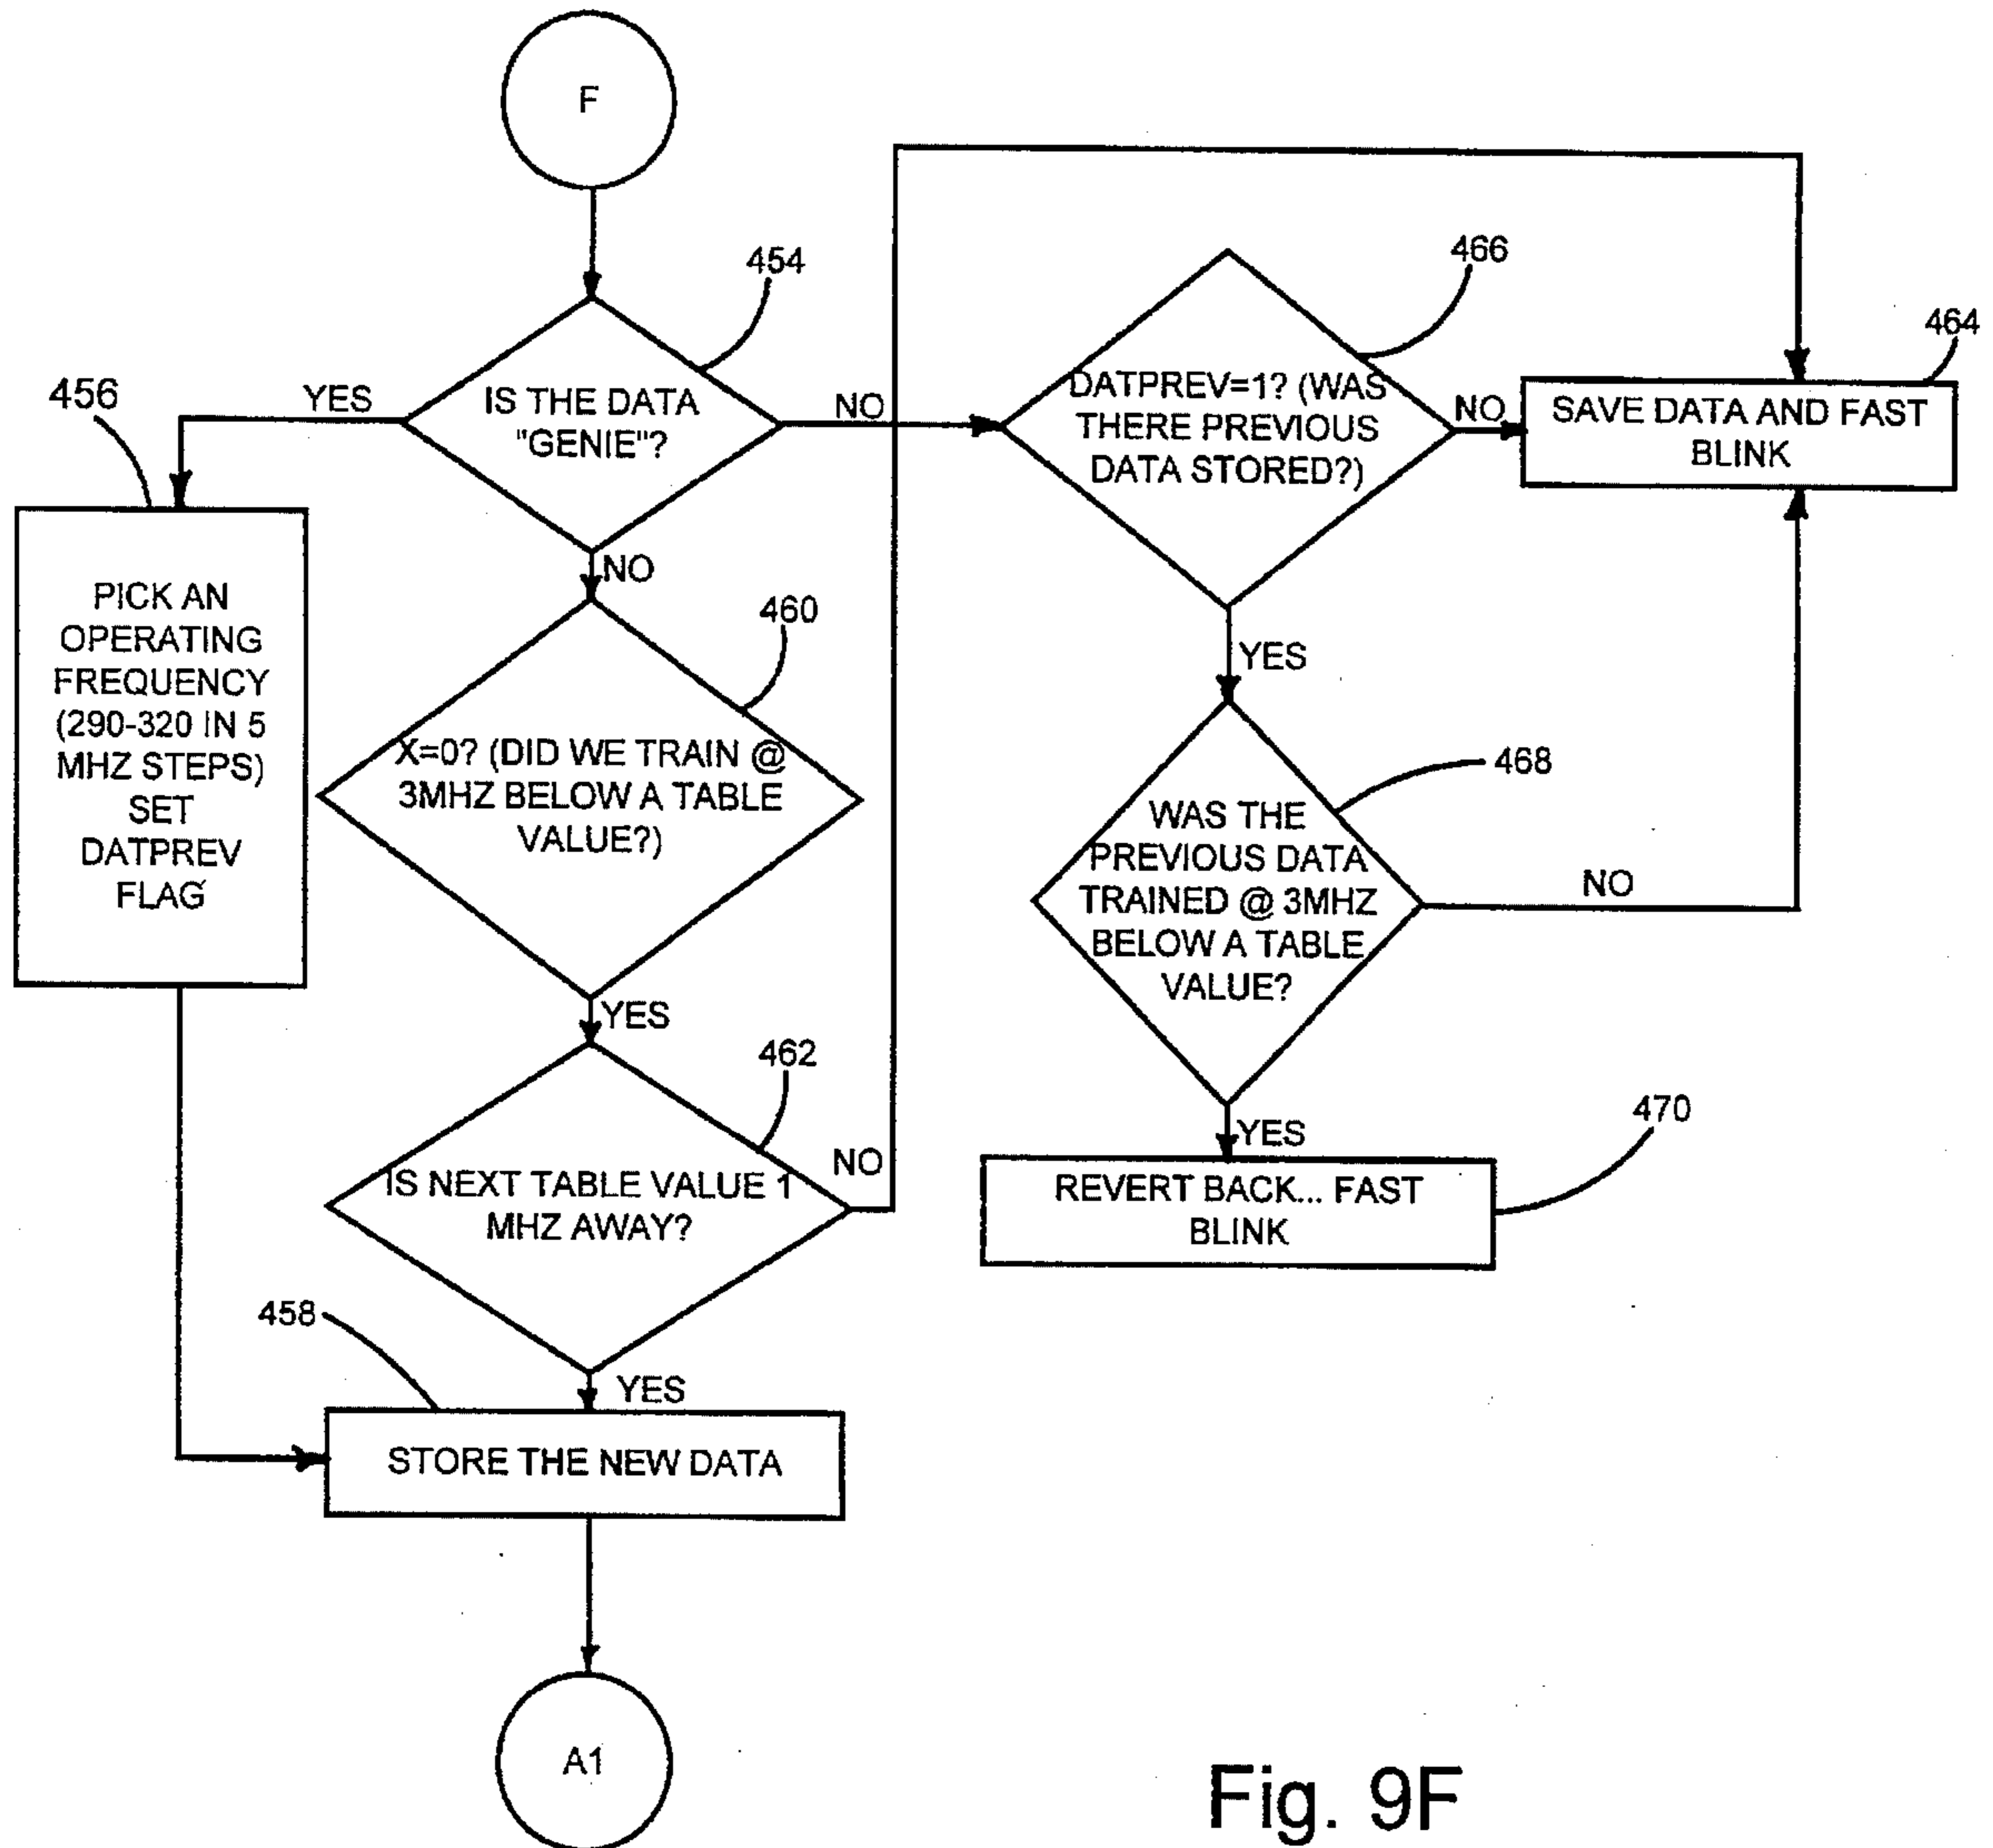 F
454
IS THE DATA
"GENIE"?
YES
NO
NO
456
PICK AN
OPERATING
FREQUENCY
(290-320 IN 5
MHZ STEPS)
SET
DATPREV
FLAG
460
X=0? (DID WE TRAIN @
3MHZ BELOW A TABLE
VALUE?)
YES
462
IS NEXT TABLE VALUE 1
MHZ AWAY?
NO
YES
458
STORE THE NEW DATA
A1
466
DATPREV=1? (WAS
THERE PREVIOUS
DATA STORED?)
NO
YES
464
SAVE DATA AND FAST
BLINK
468
WAS THE
PREVIOUS DATA
TRAINED @ 3MHZ
BELOW A TABLE
VALUE?
NO
YES
470
REVERT BACK... FAST
BLINK
Fig. 9F